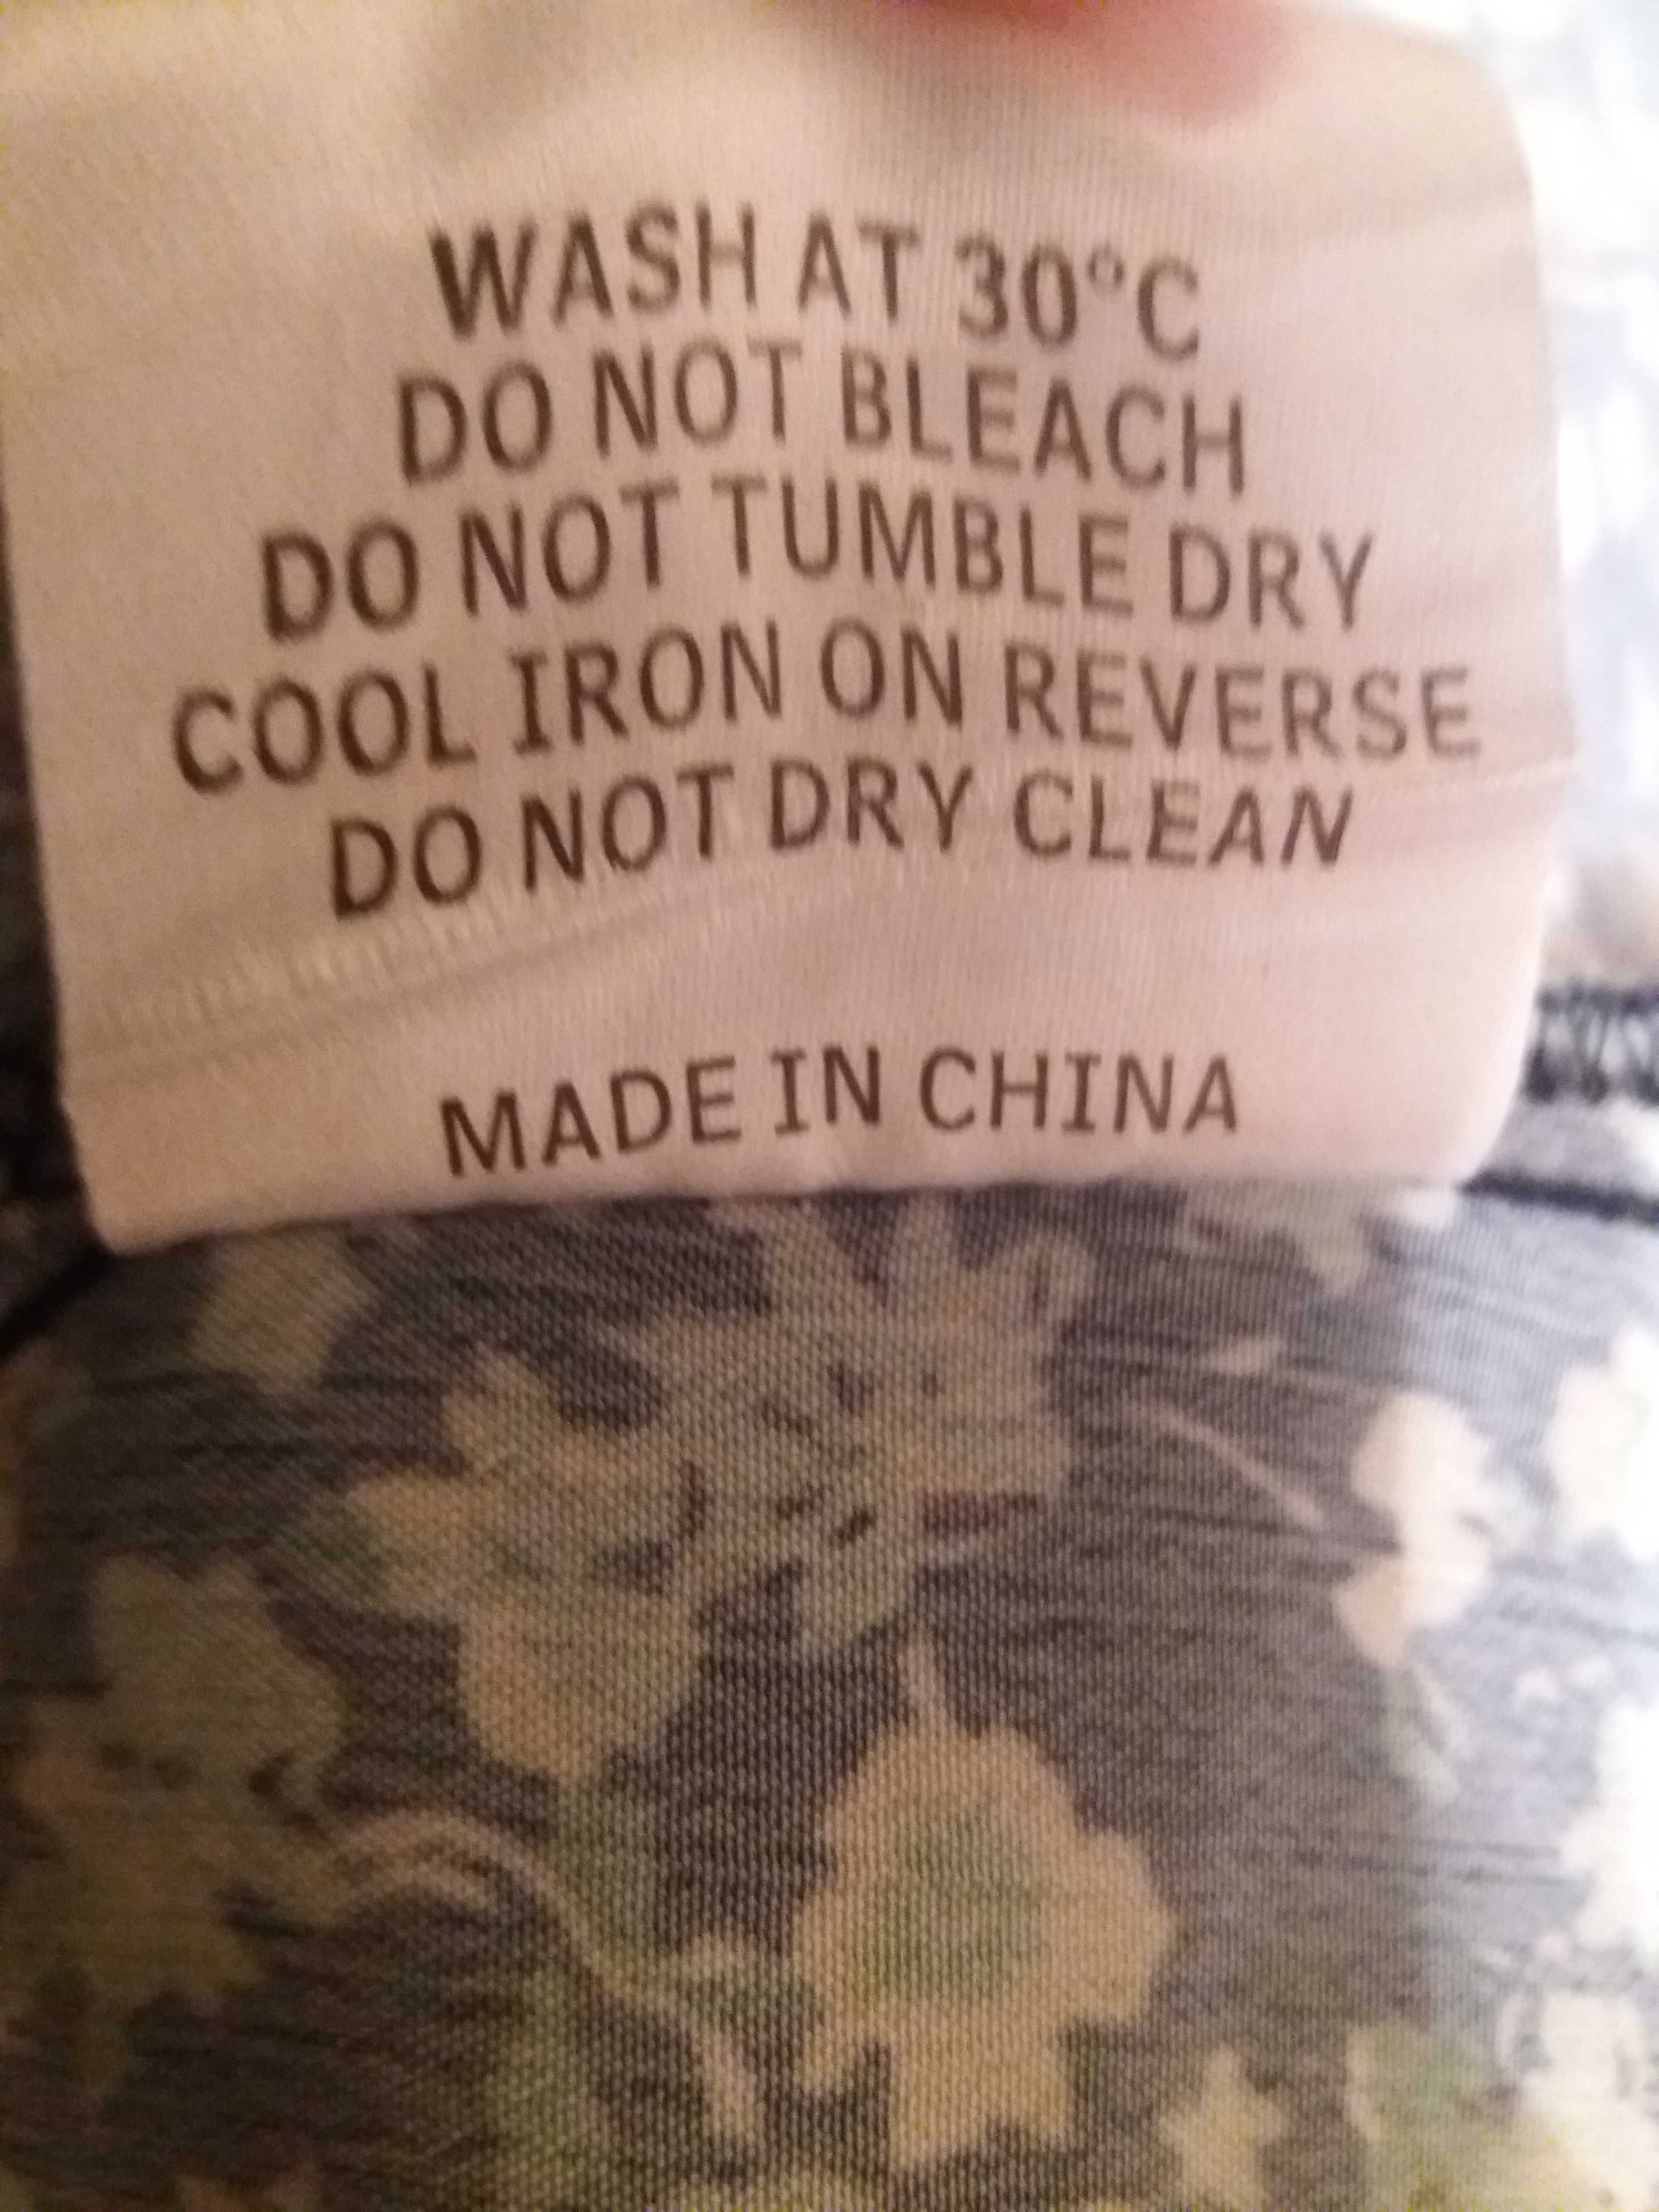 WASH AT 30°C
DO NOT BLEACH
DO NOT TUMBLE DRY
COOL IRON ON REVERSE
DO NOT DRY CLEAN
MADE IN CHINA